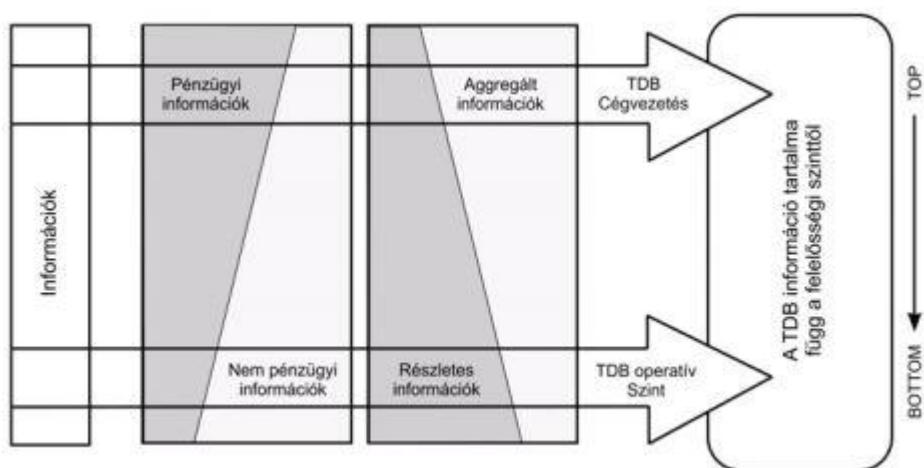 Információk
Pénzügyi
információk
Aggregált
információk
TDB
Cégvezetés
Nem pénzügyi
információk
Részletes
információk
TDB operatív
Szint
A TDB információ tartalma
függ a felelősségi szinttől
TOP
BOTTOM